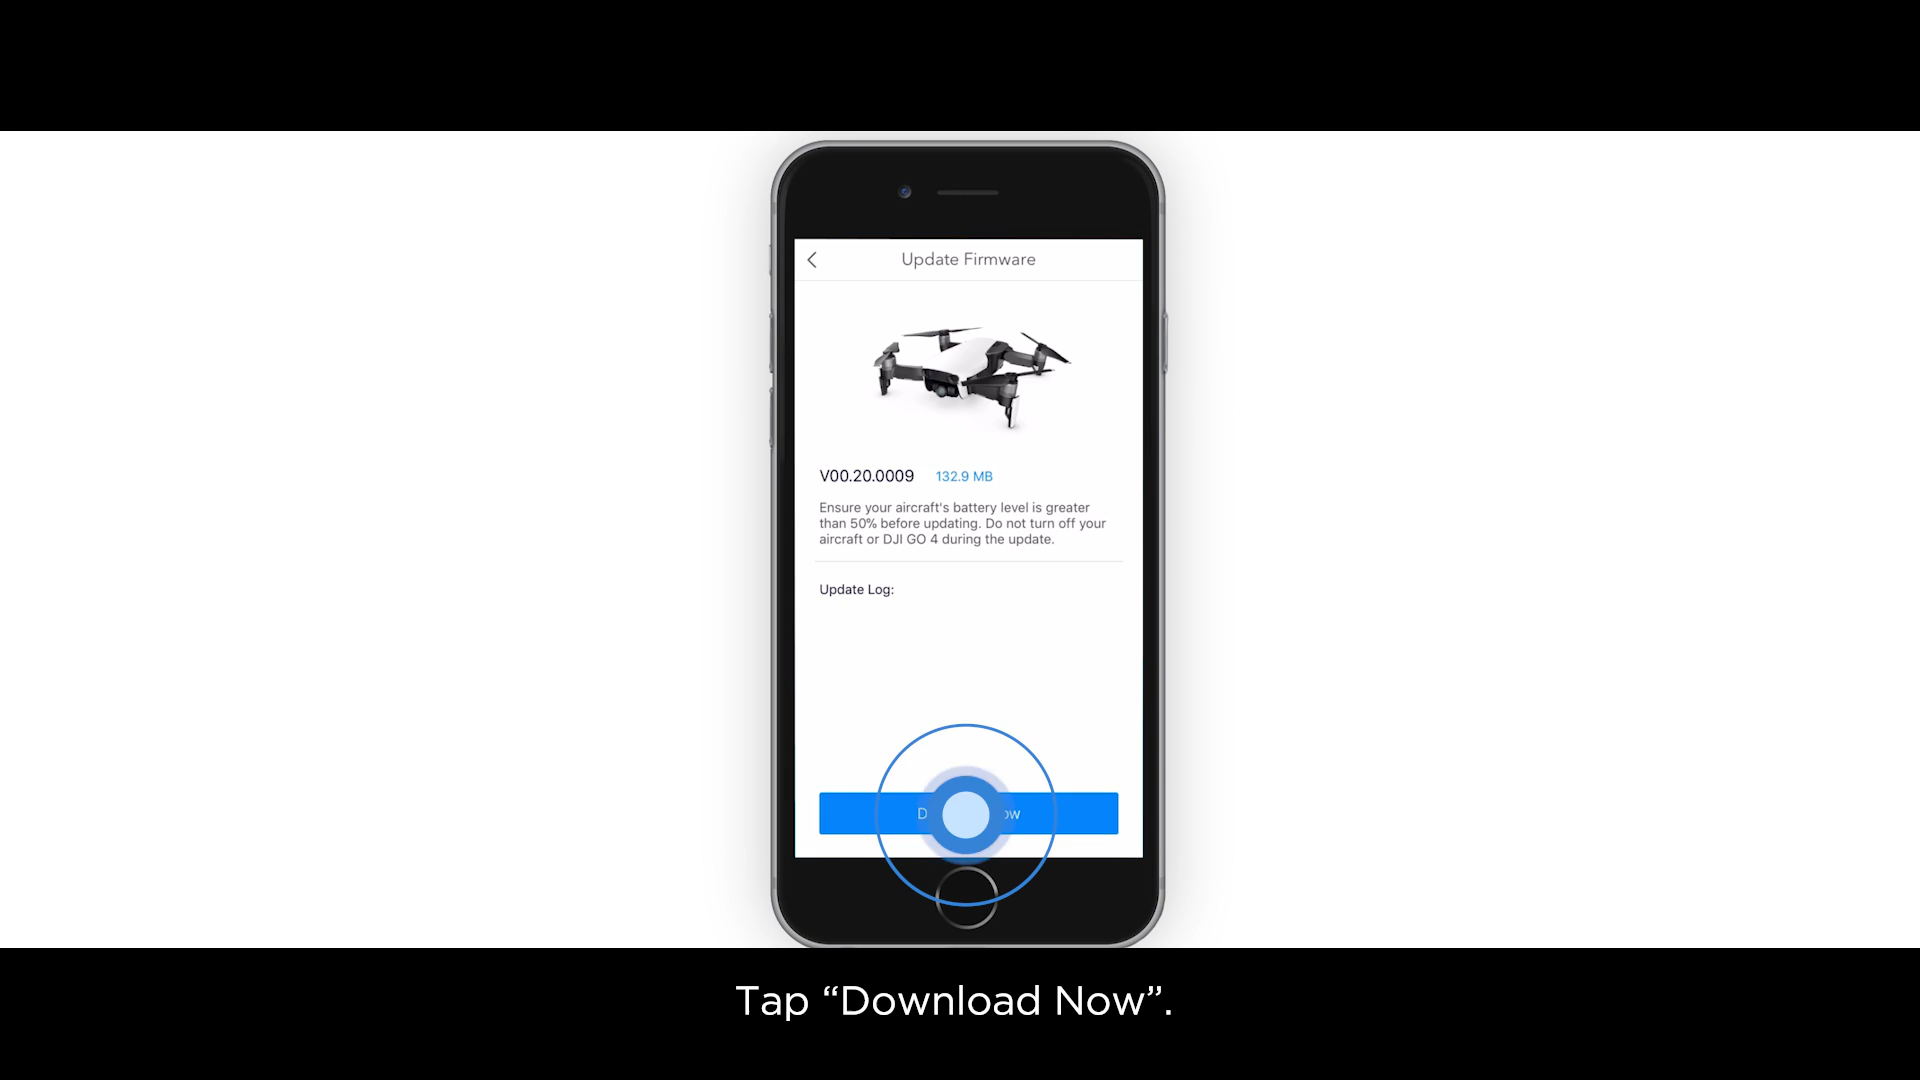 Update Firmware
V00.20.0009 132.9 MB
Ensure your aircraft's battery level is greater
than 50% before updating. Do not turn off your
aircraft or DJI GO 4 during the update.
Update Log:
Tap “Download Now”.